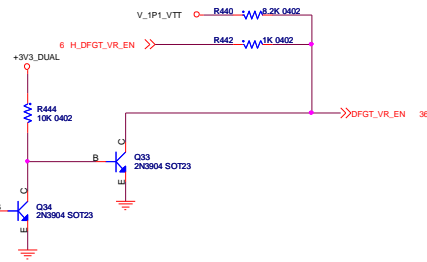 V_1P1_VTT
R440
8.2K 0402
6 H_DFGT_VR_EN
R442
1K 0402
+3V3_DUAL
R444
10K 0402
DFGT_VR_EN 36
C
B
Q33
2N3904 SOT23
E
C
Q34
2N3904 SOT23
E